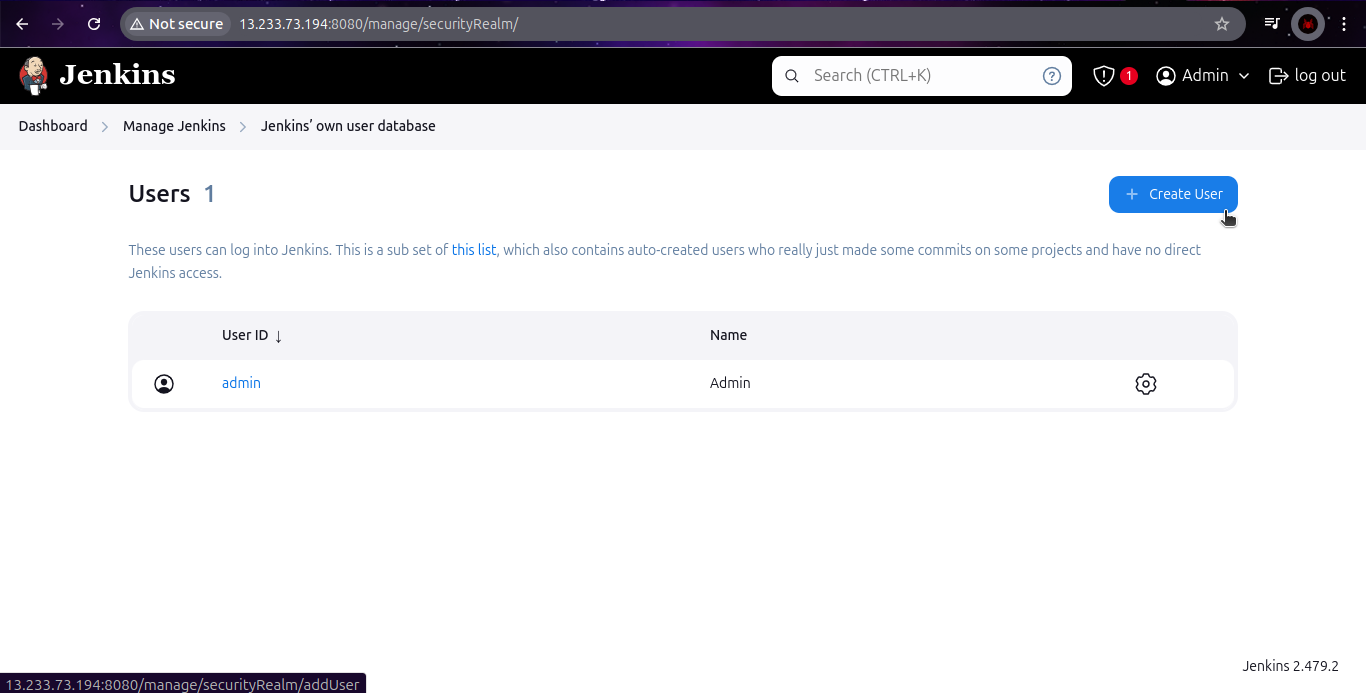 Not secure 13.233.73.194:8080/manage/securityRealm/
Jenkins Search (CTRL+K) ? 1 Admin log out
Dashboard > Manage Jenkins > Jenkins’ own user database
Users 1 + Create User
These users can log into Jenkins. This is a sub set of this list, which also contains auto-created users who really just made some commits on some projects and have no direct
Jenkins access.
User ID ↓ Name
admin Admin
Jenkins 2.479.2
13.233.73.194:8080/manage/securityRealm/addUser